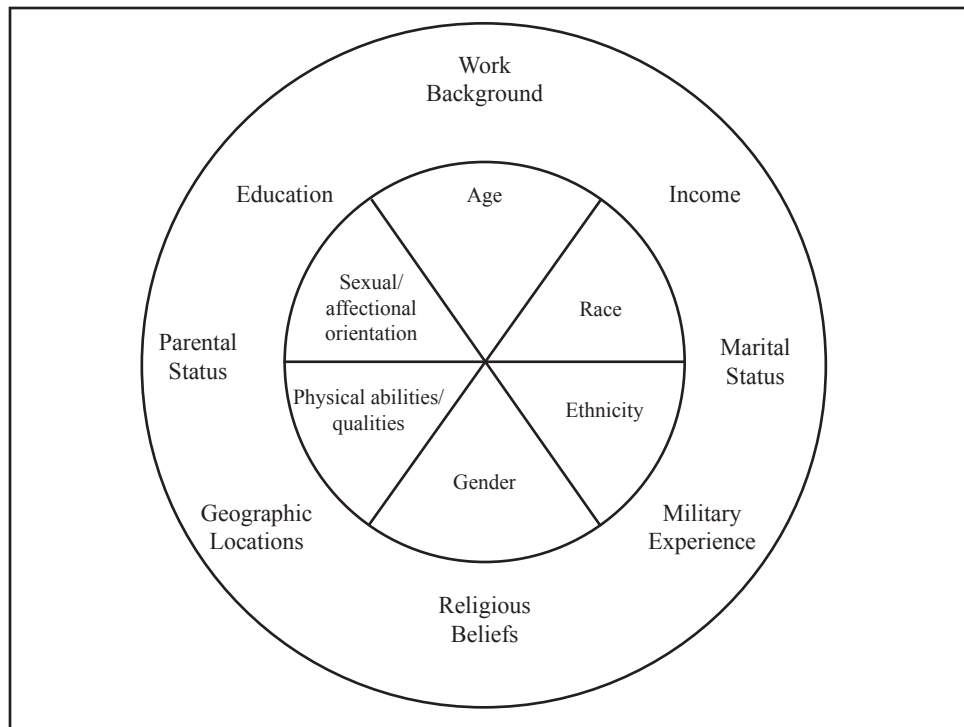 Work
Background
Education
Income
Age
Sexual/
affectional
orientation
Race
Parental
Status
Marital
Status
Physical abilities/
qualities
Ethnicity
Gender
Geographic
Locations
Military
Experience
Religious
Beliefs